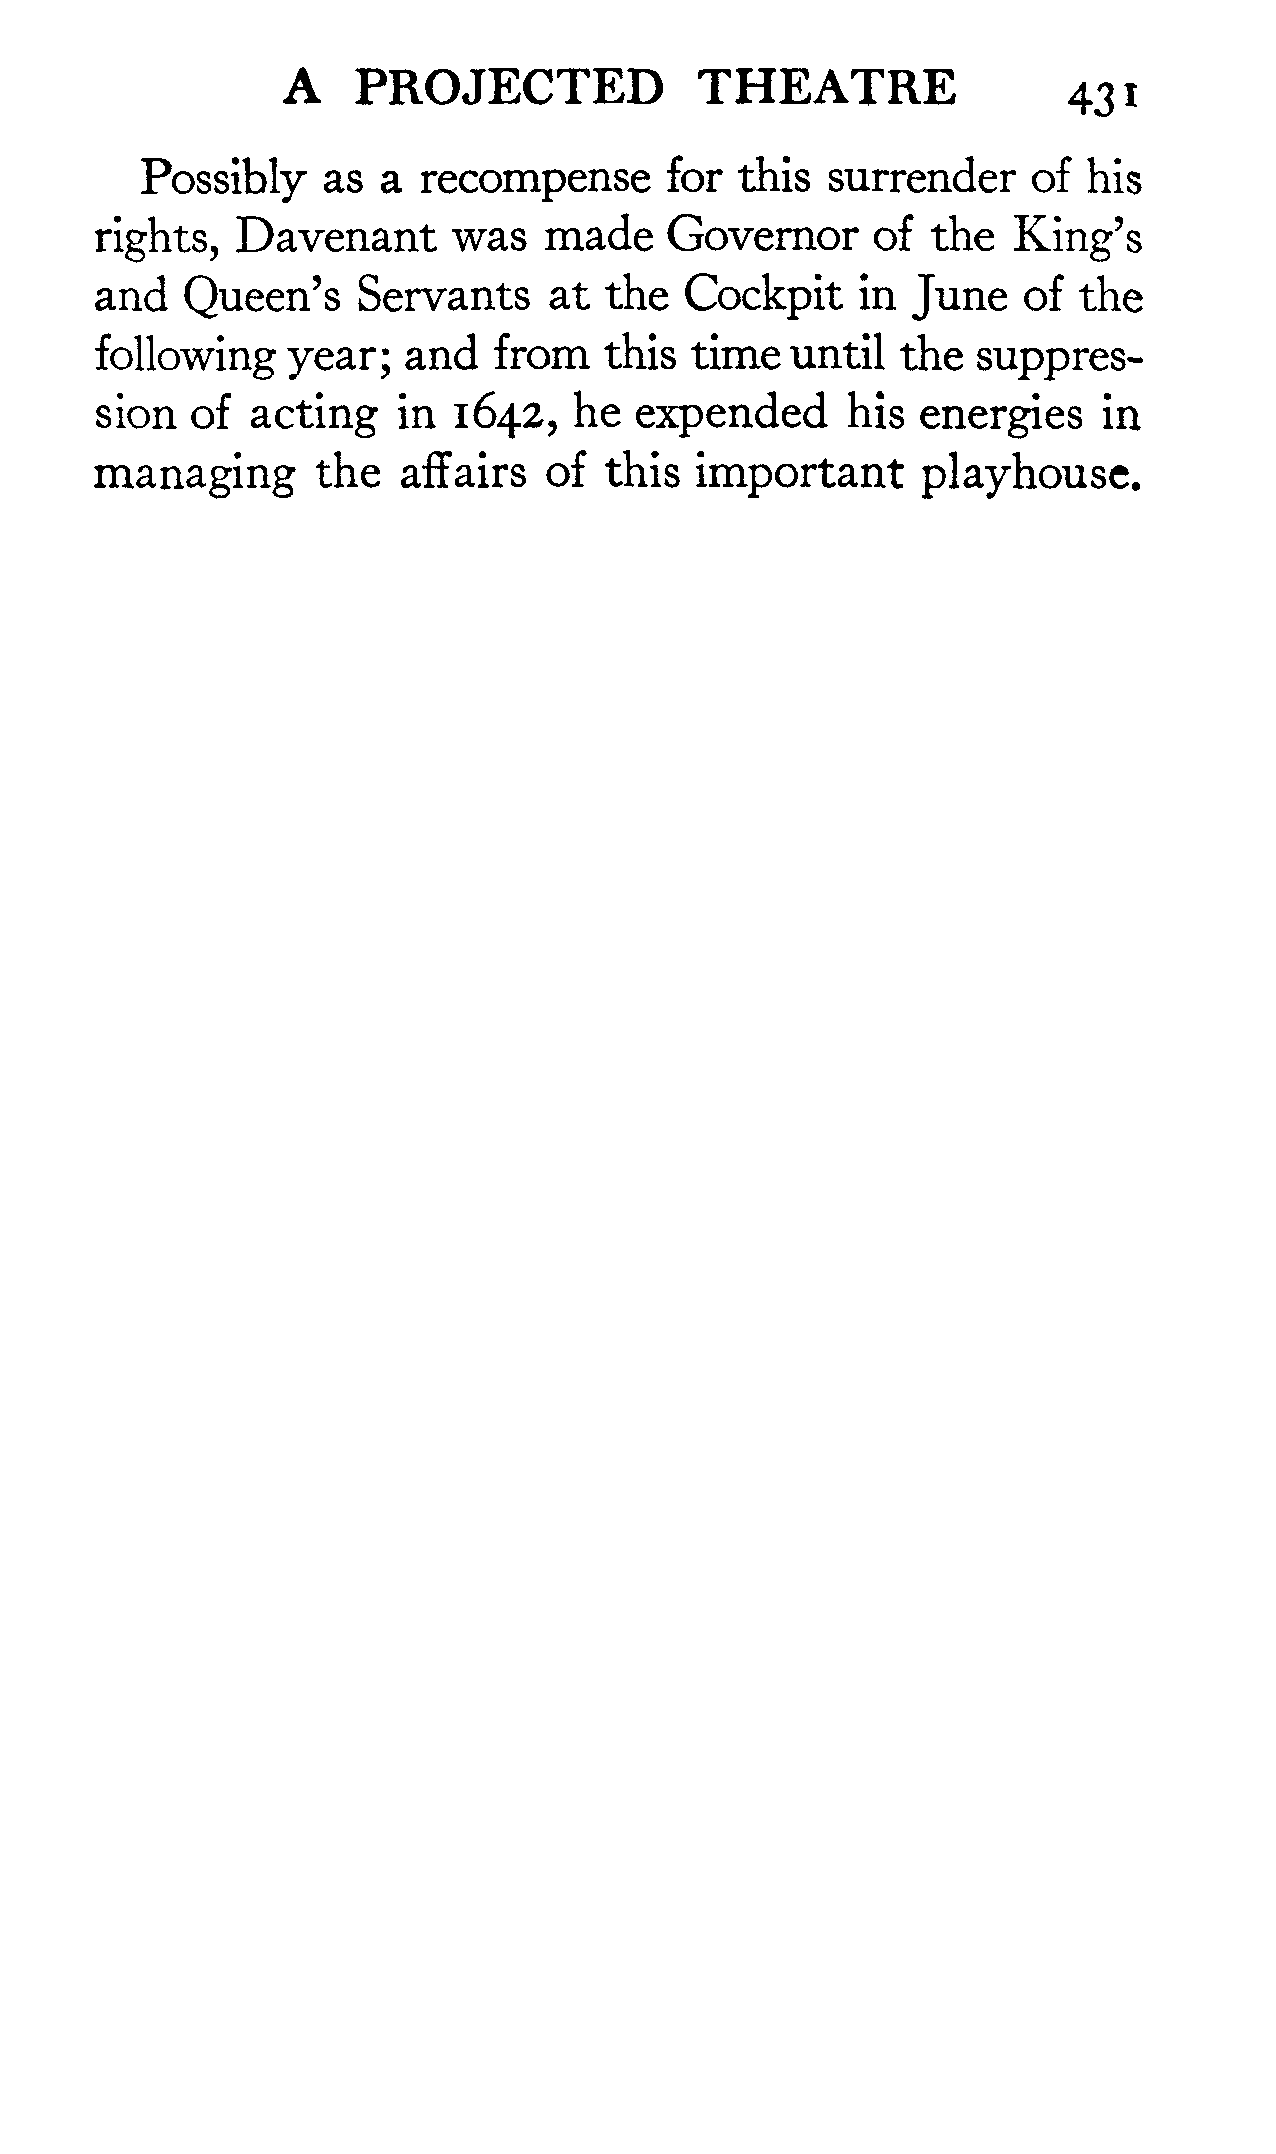 A PROJECTED THEATRE 431
Possibly as a recompense for this surrender of his
rights, Davenant was made Governor of the King's
and Queen's Servants at the Cockpit in June of the
following year; and from this time until the suppres-
sion of acting in 1642, he expended his energies in
managing the affairs of this important playhouse.